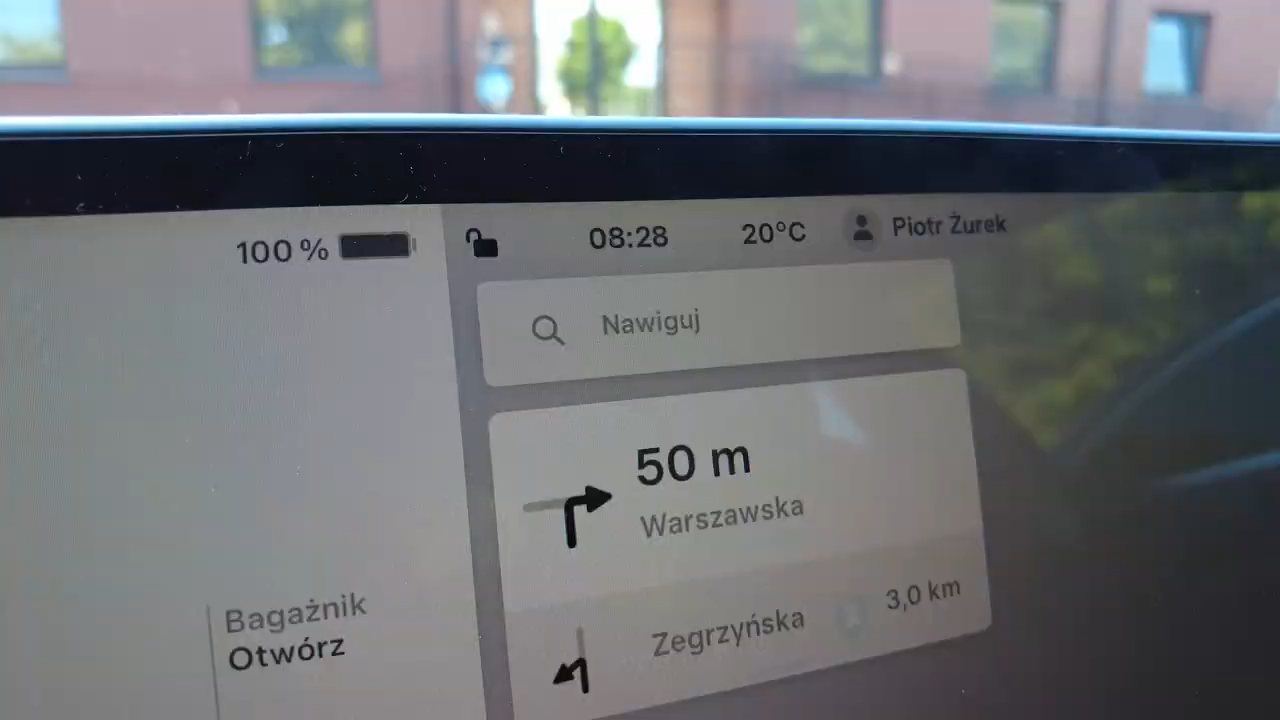 100 %
08:28
20°C
Piotr Żurek
Nawiguj
50 m
Warszawska
Zegrzyńska
3,0 km
Bagażnik
Otwórz